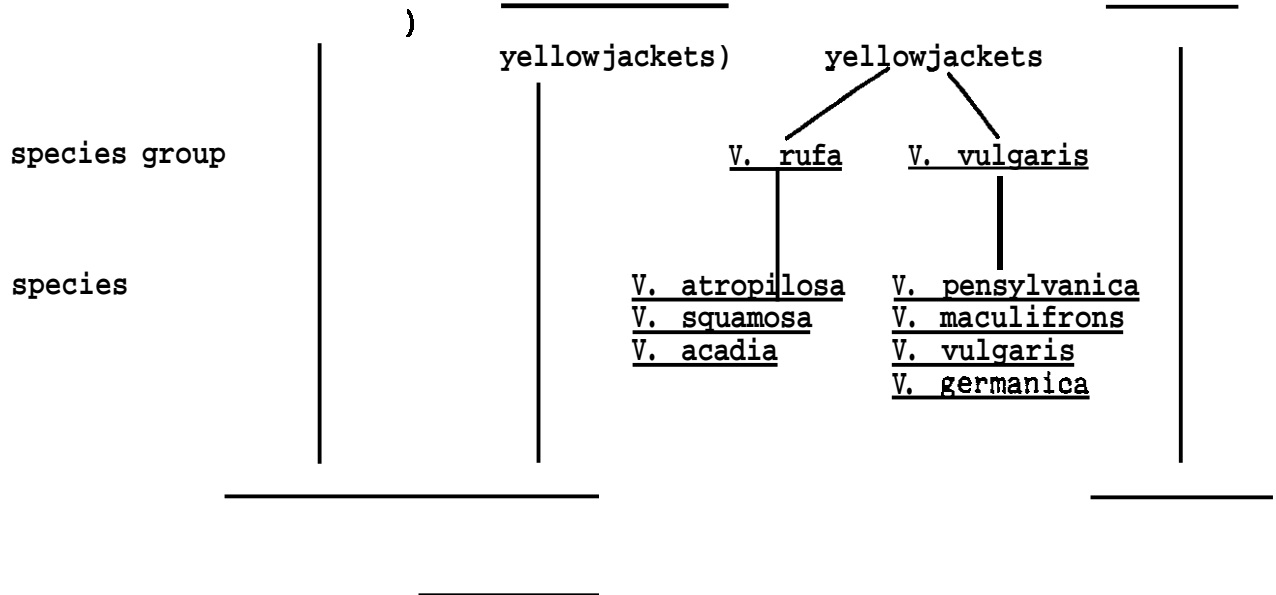 )
yellowjackets) yellowjackets
species group V. rufa V. vulgaris
species V. atropilosa V. pensylvanica
V. squamosa V. maculifrons
V. acadia V. vulgaris
V. germanica